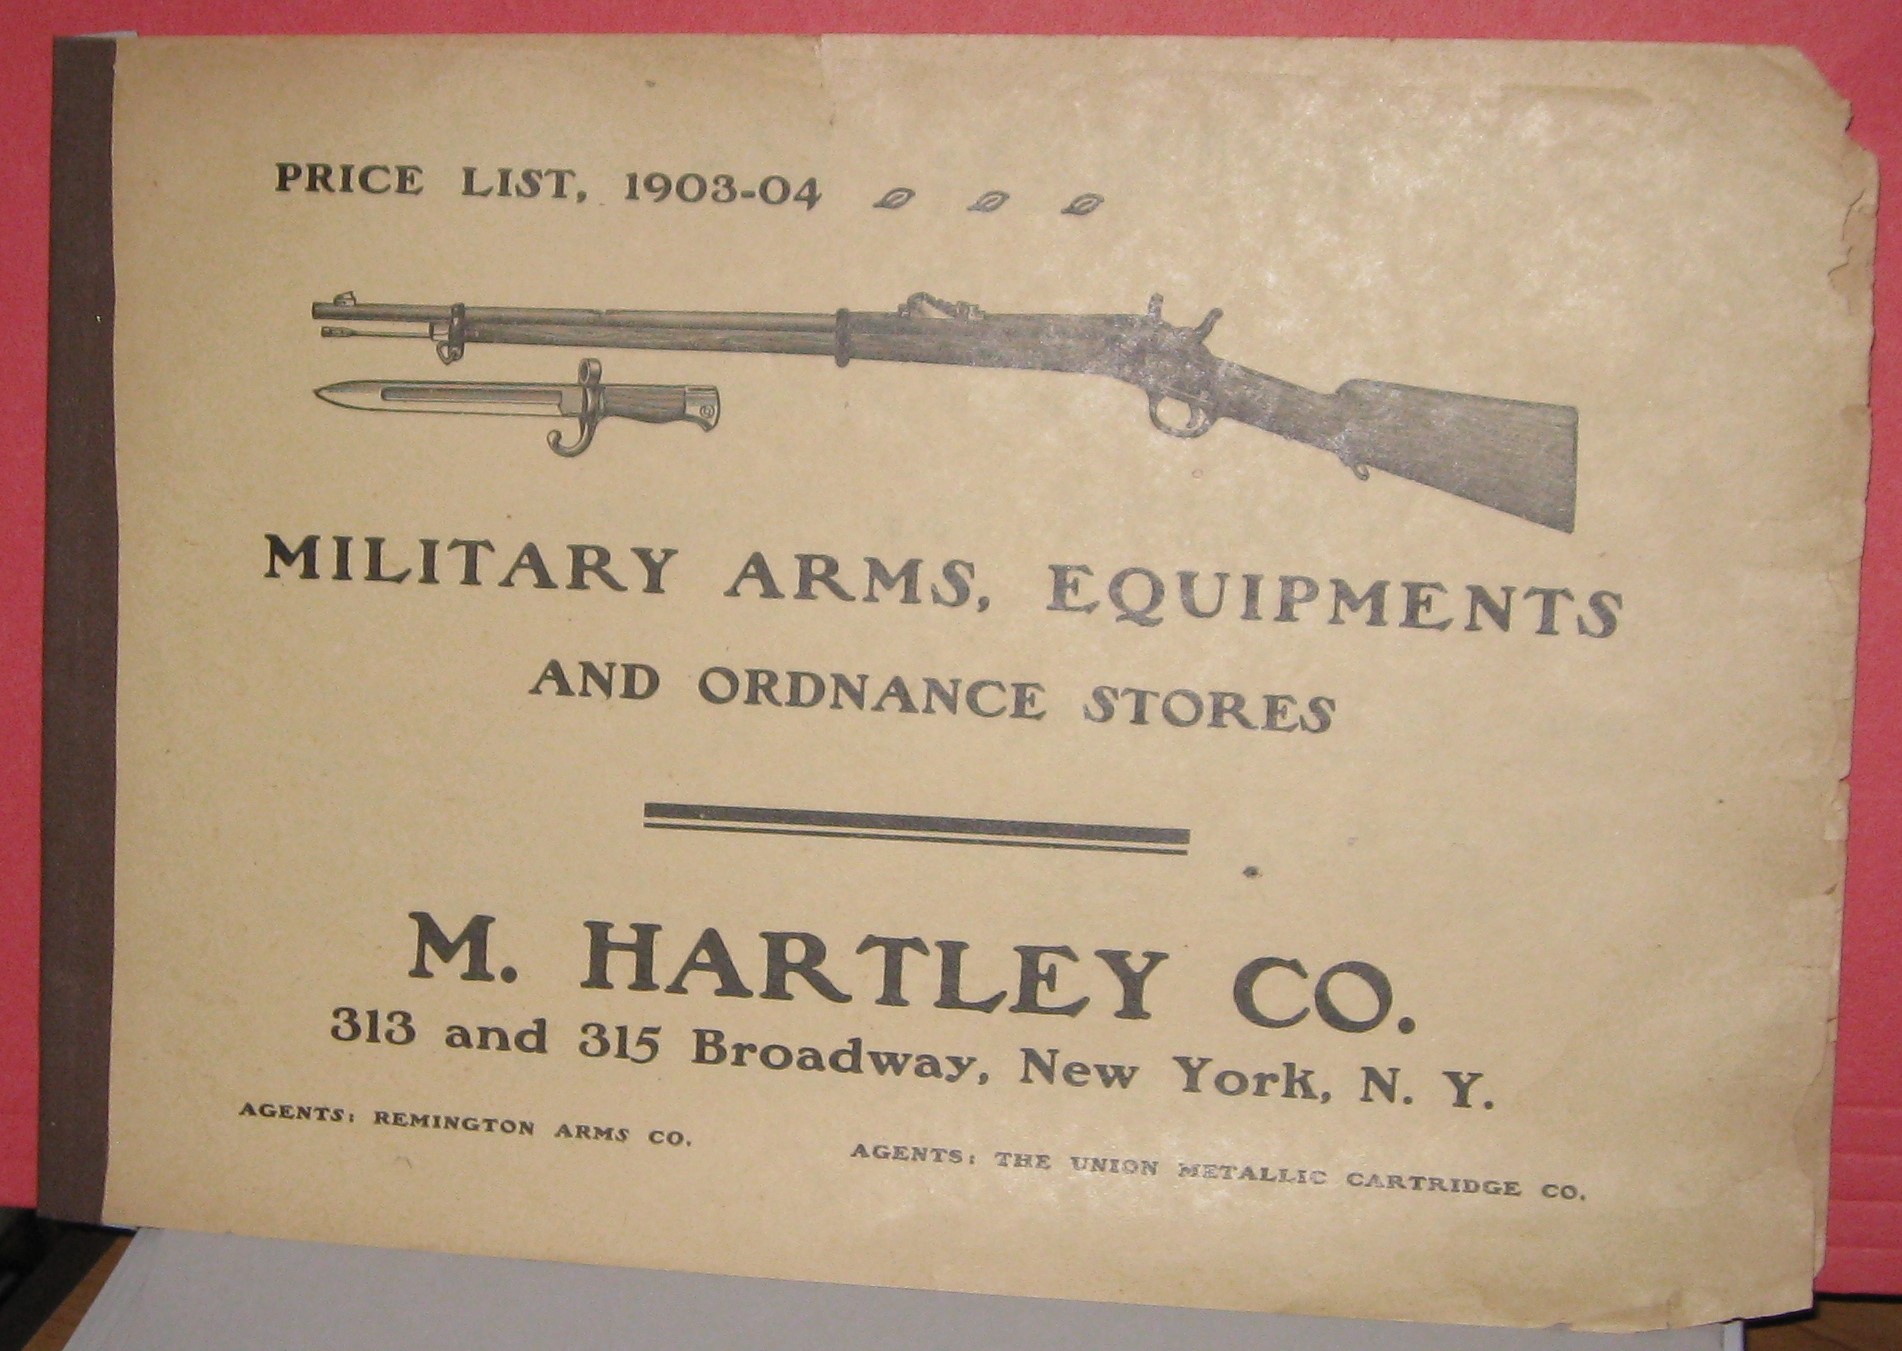 PRICE LIST, 1903-04
MILITARY ARMS, EQUIPMENTS
AND ORDNANCE STORES
M. HARTLEY CO.
313 and 315 Broadway, New York, N. Y.
AGENTS: REMINGTON ARMS CO.
AGENTS: THE UNION METALLIC CARTRIDGE CO.